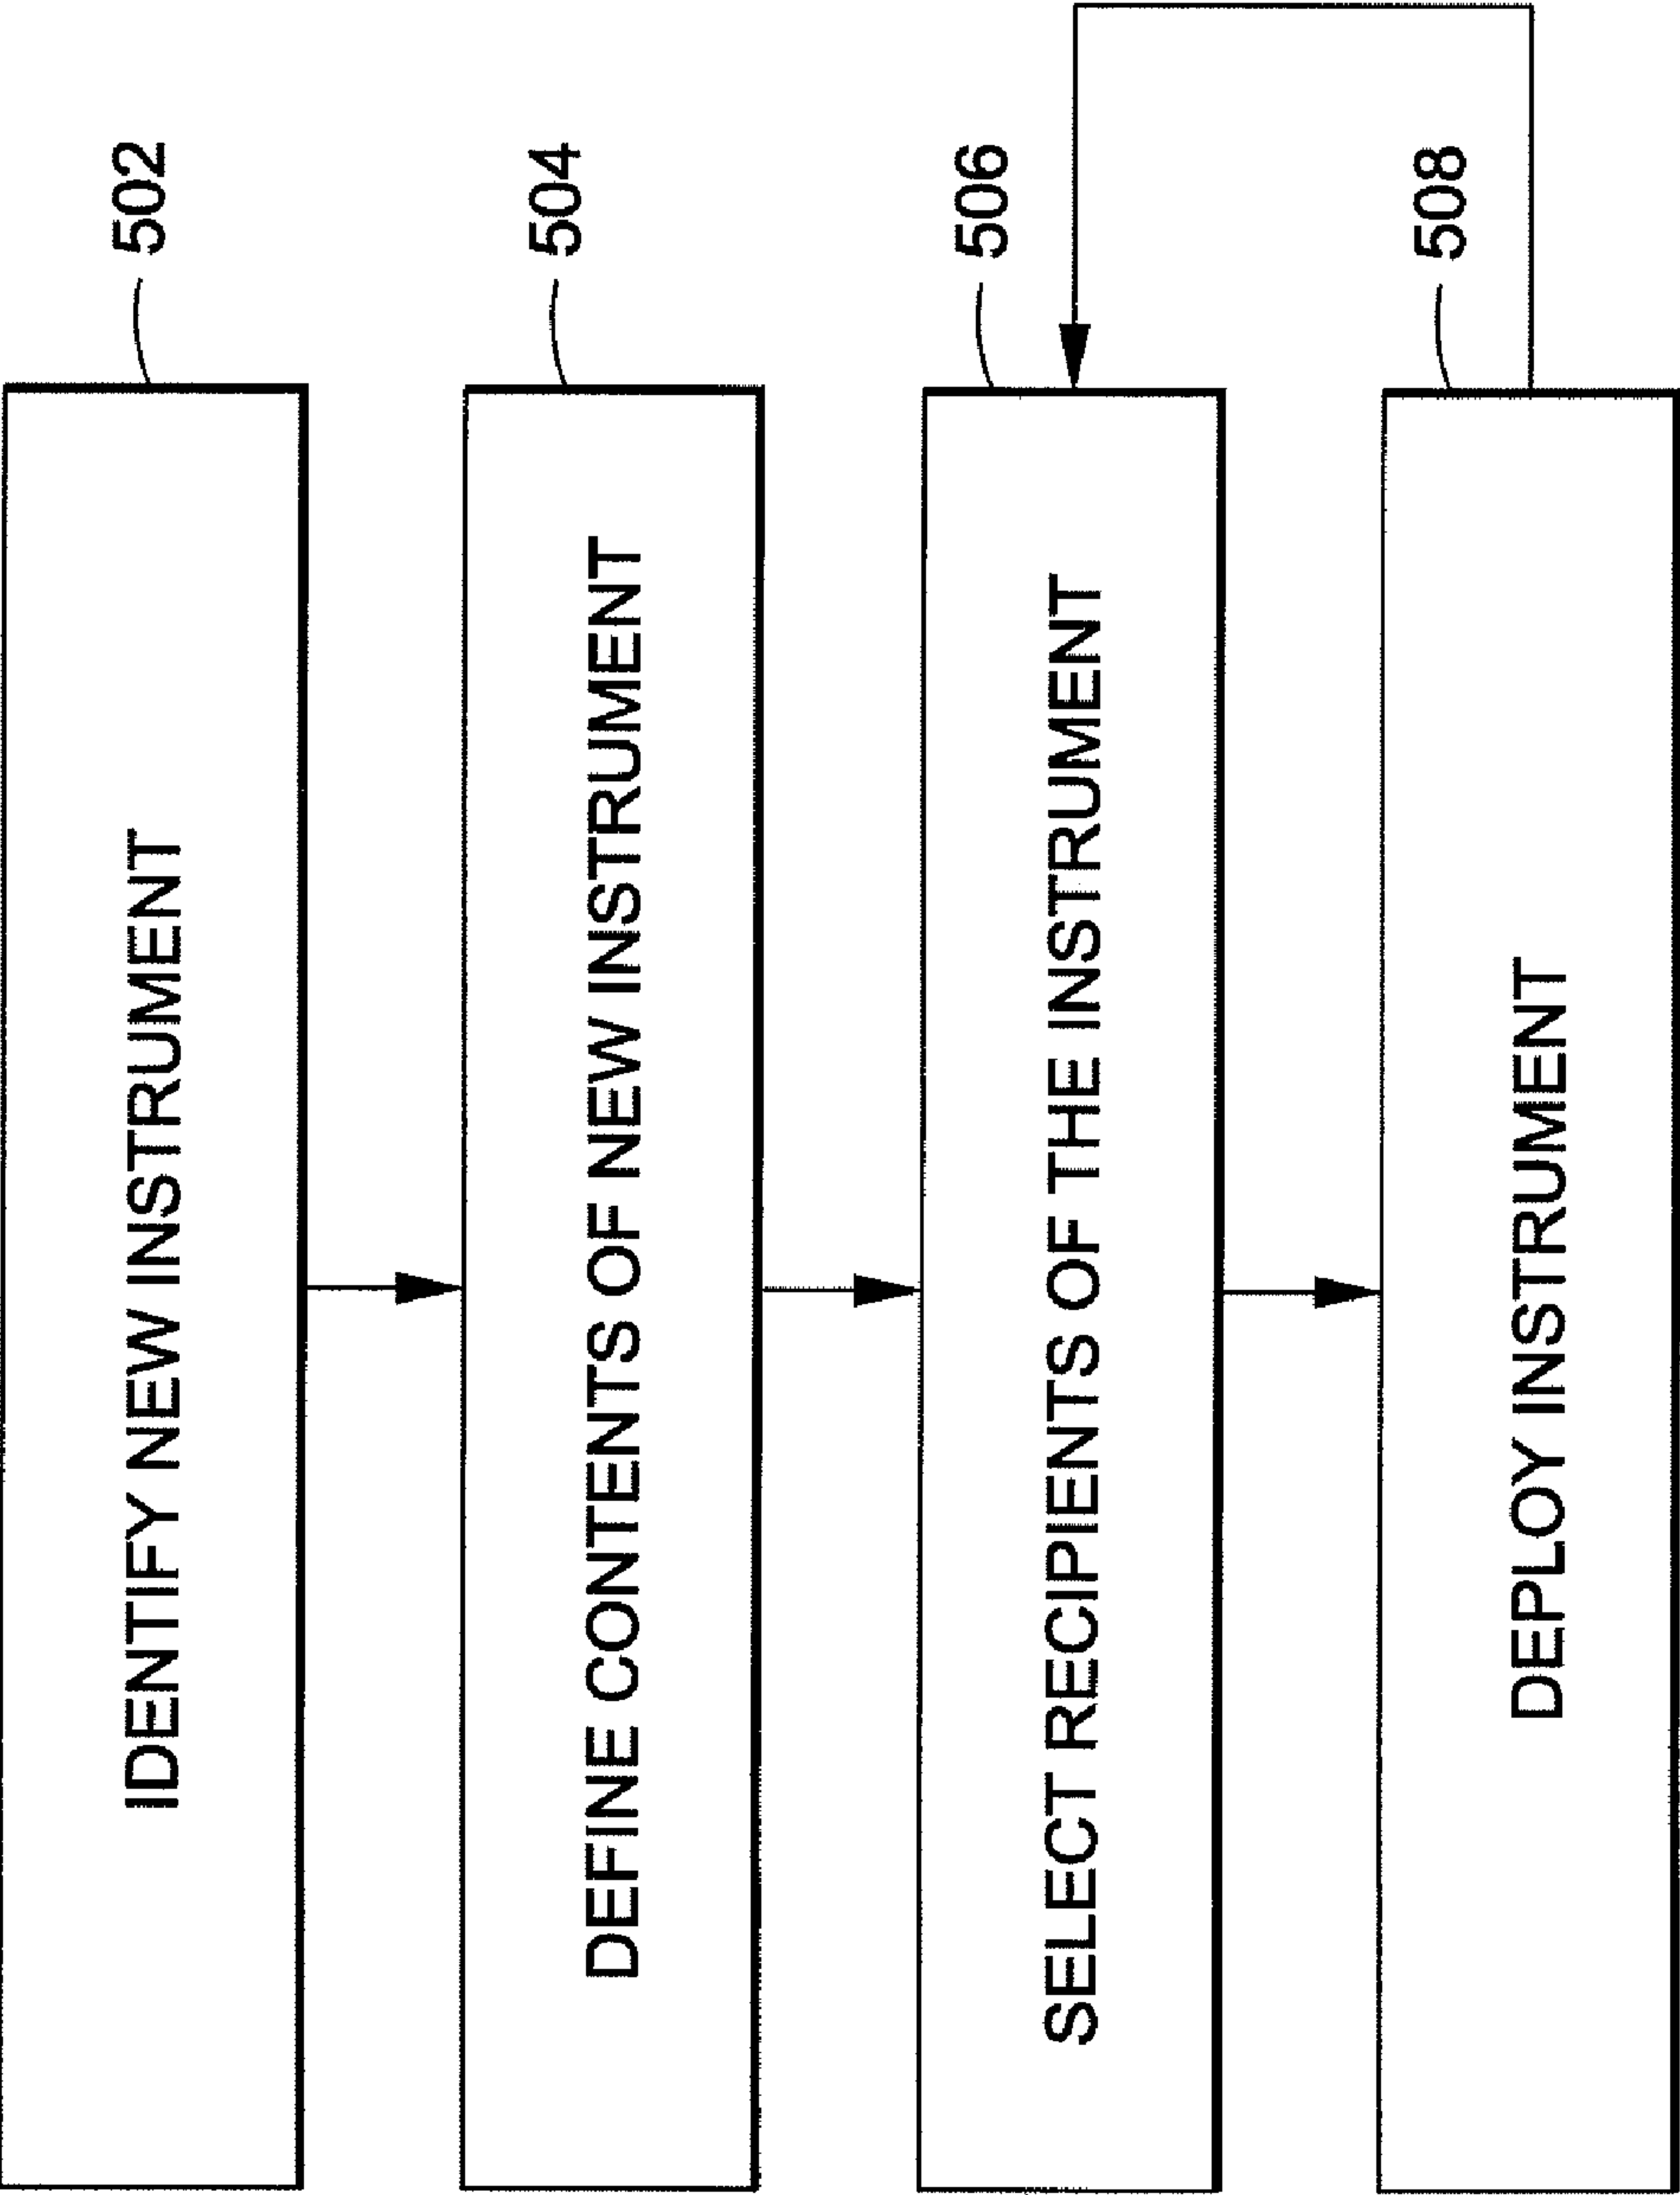 502
IDENTIFY NEW INSTRUMENT
504
DEFINE CONTENTS OF NEW INSTRUMENT
506
SELECT RECIPIENTS OF THE INSTRUMENT
508
DEPLOY INSTRUMENT